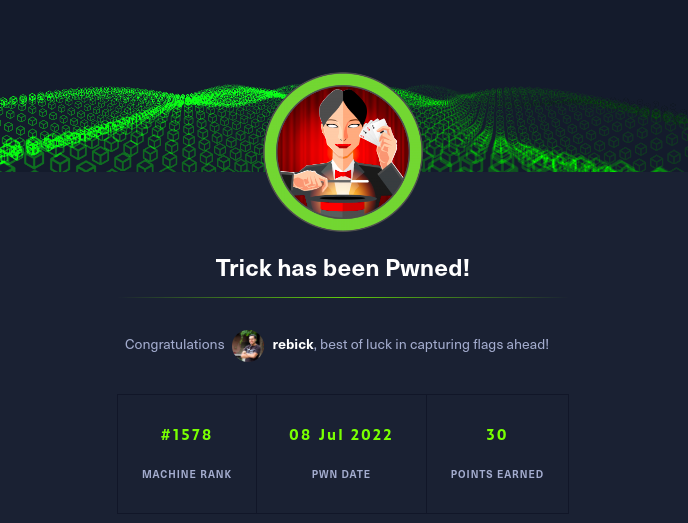 Trick has been Pwned!
Congratulations rebick, best of luck in capturing flags ahead!
#1578 08 Jul 2022 30
MACHINE RANK PWN DATE POINTS EARNED